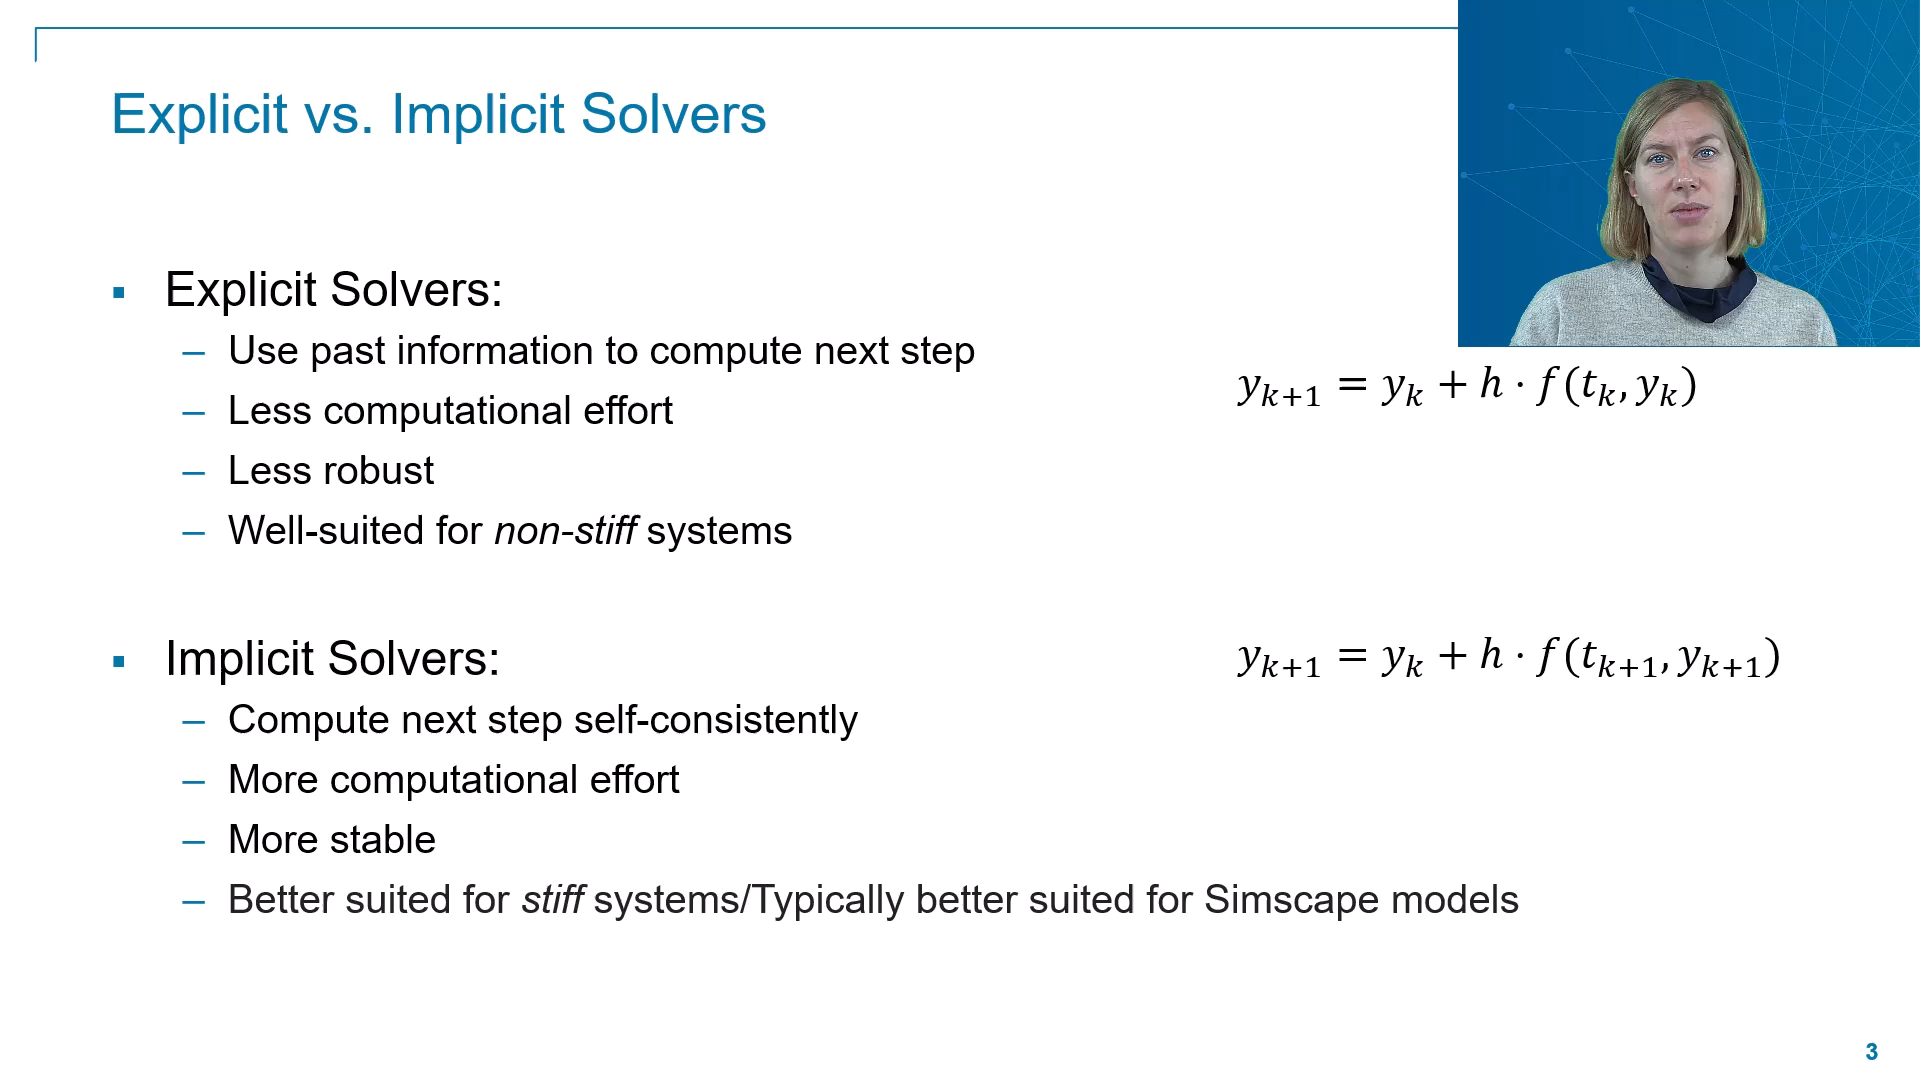 Explicit vs. Implicit Solvers
Explicit Solvers:
– Use past information to compute next step
– Less computational effort
– Less robust
– Well-suited for non-stiff systems
y_{k+1} = y_k + h · f(t_k, y_k)
Implicit Solvers:
– Compute next step self-consistently
– More computational effort
– More stable
– Better suited for stiff systems/Typically better suited for Simscape models
y_{k+1} = y_k + h · f(t_{k+1}, y_{k+1})
3